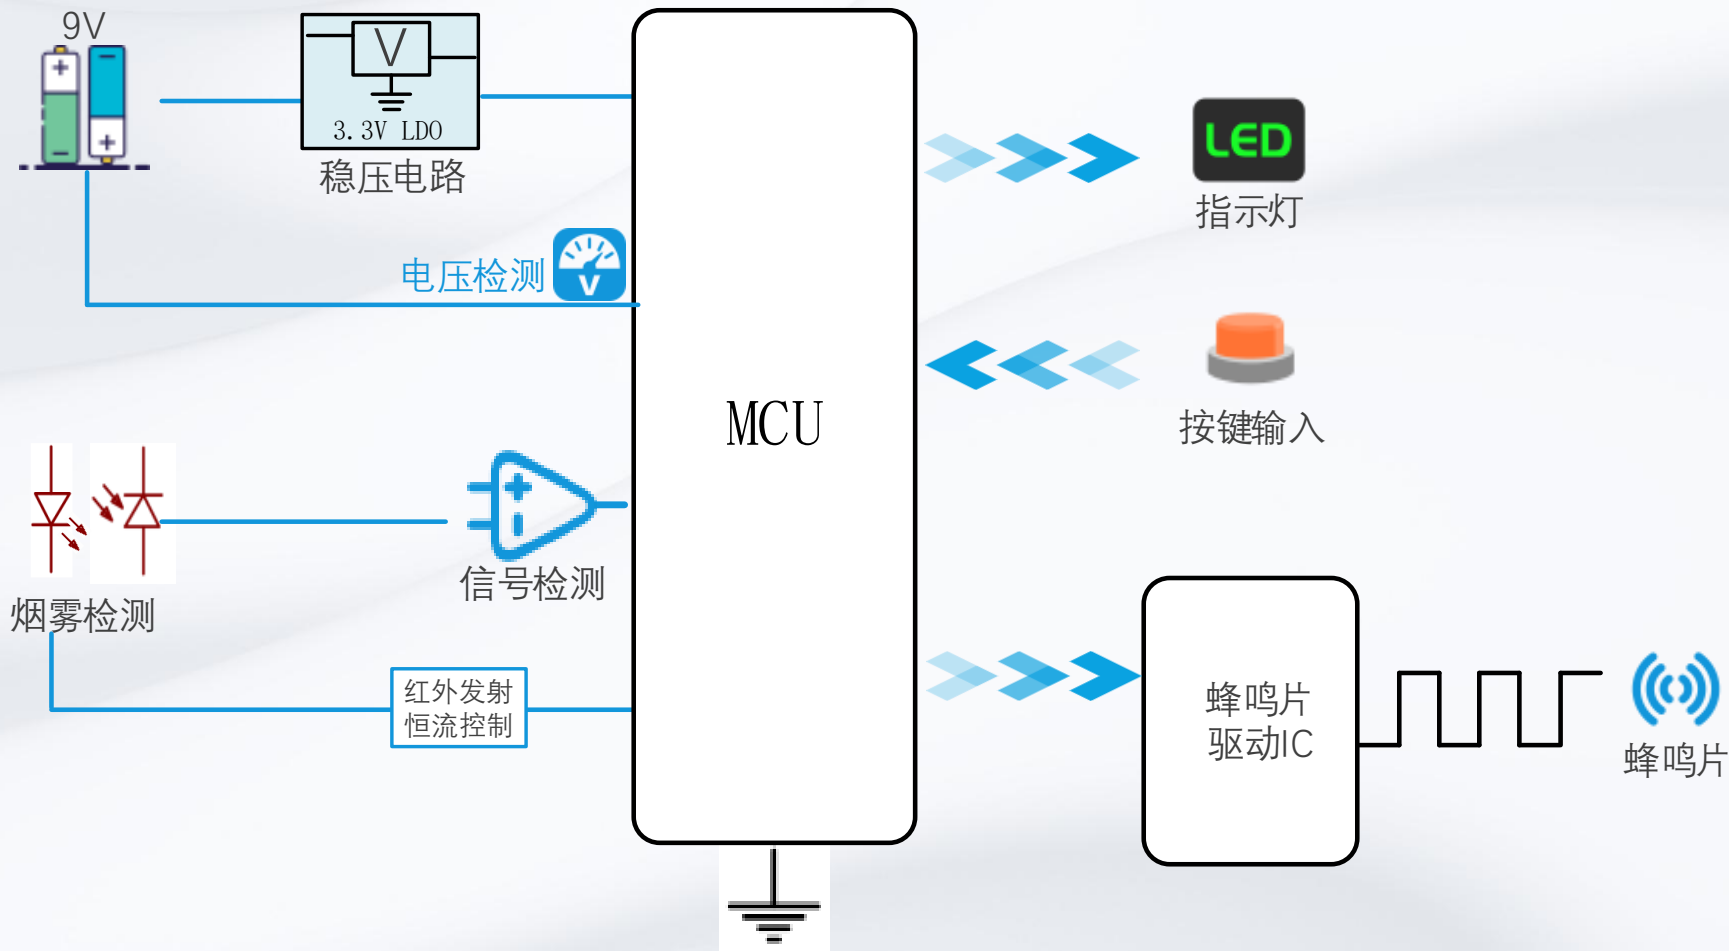 9V
V
3.3V LDO
稳压电路
电压检测
V
MCU
LED
指示灯
按键输入
信号检测
烟雾检测
红外发射
恒流控制
蜂鸣片
驱动IC
蜂鸣片